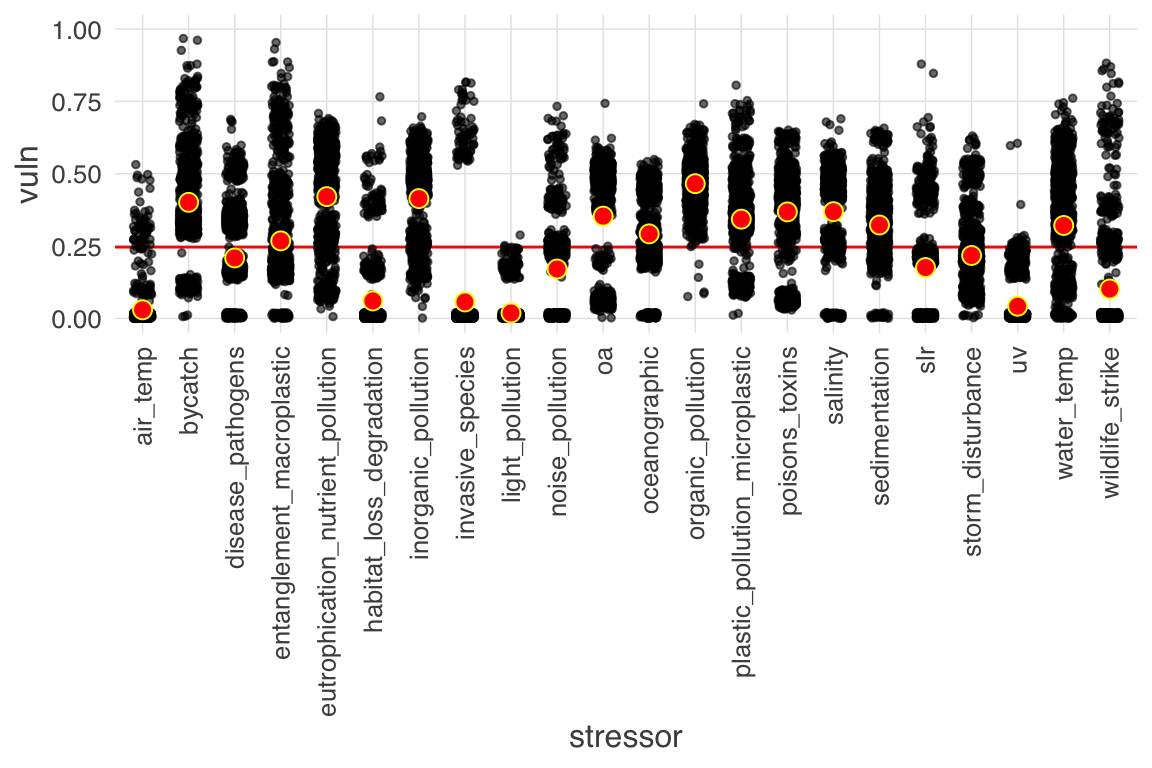 1.00
0.75
0.50
0.25
0.00
vuln
air_temp
bycatch
disease_pathogens
entanglement_macroplastic
eutrophication_nutrient_pollution
habitat_loss_degradation
inorganic_pollution
invasive_species
light_pollution
noise_pollution
oa
oceanographic
organic_pollution
plastic_pollution_microplastic
poisons_toxins
salinity
sedimentation
slr
storm_disturbance
uv
water_temp
wildlife_strike
stressor